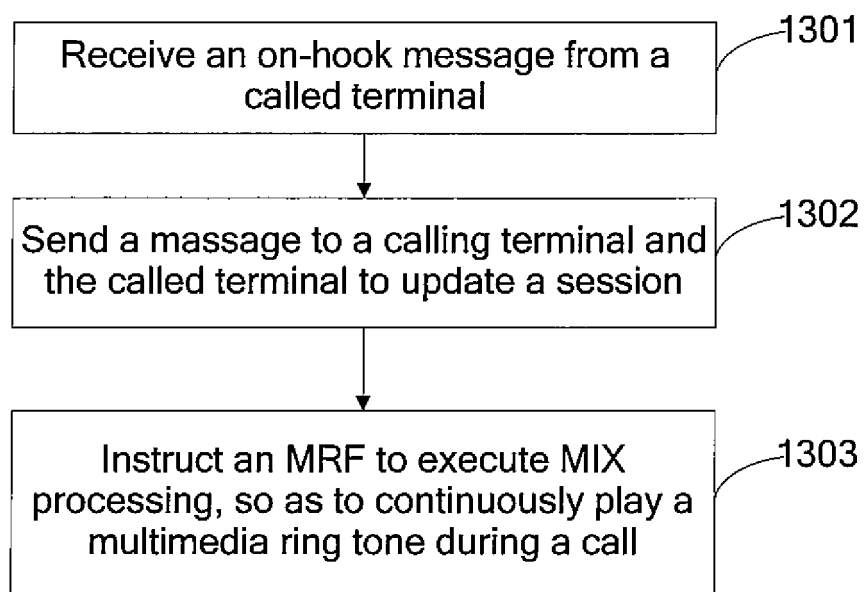 Receive an on-hook message from a
called terminal
1301
Send a massage to a calling terminal and
the called terminal to update a session
1302
Instruct an MRF to execute MIX
processing, so as to continuously play a
multimedia ring tone during a call
1303